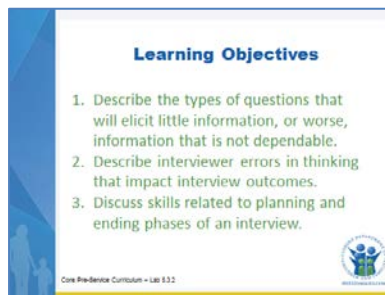 Learning Objectives
1. Describe the types of questions that
will elicit little information, or worse,
information that is not dependable.
2. Describe interviewer errors in thinking
that impact interview outcomes.
3. Discuss skills related to planning and
ending phases of an interview.
Core Pre-Service Curriculum – Lab 6.3.2